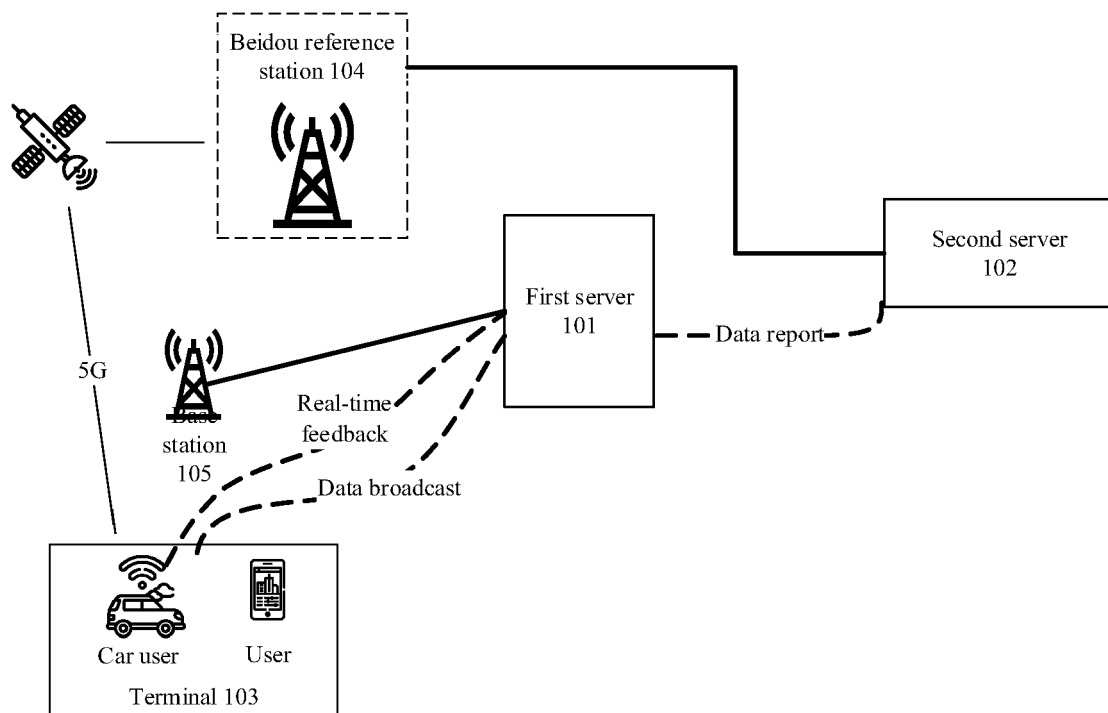 Beidou reference
station 104
Second server
102
First server
101
Data report
5G
Base
station
105
Real-time
feedback
Data broadcast
Car user
User
Terminal 103